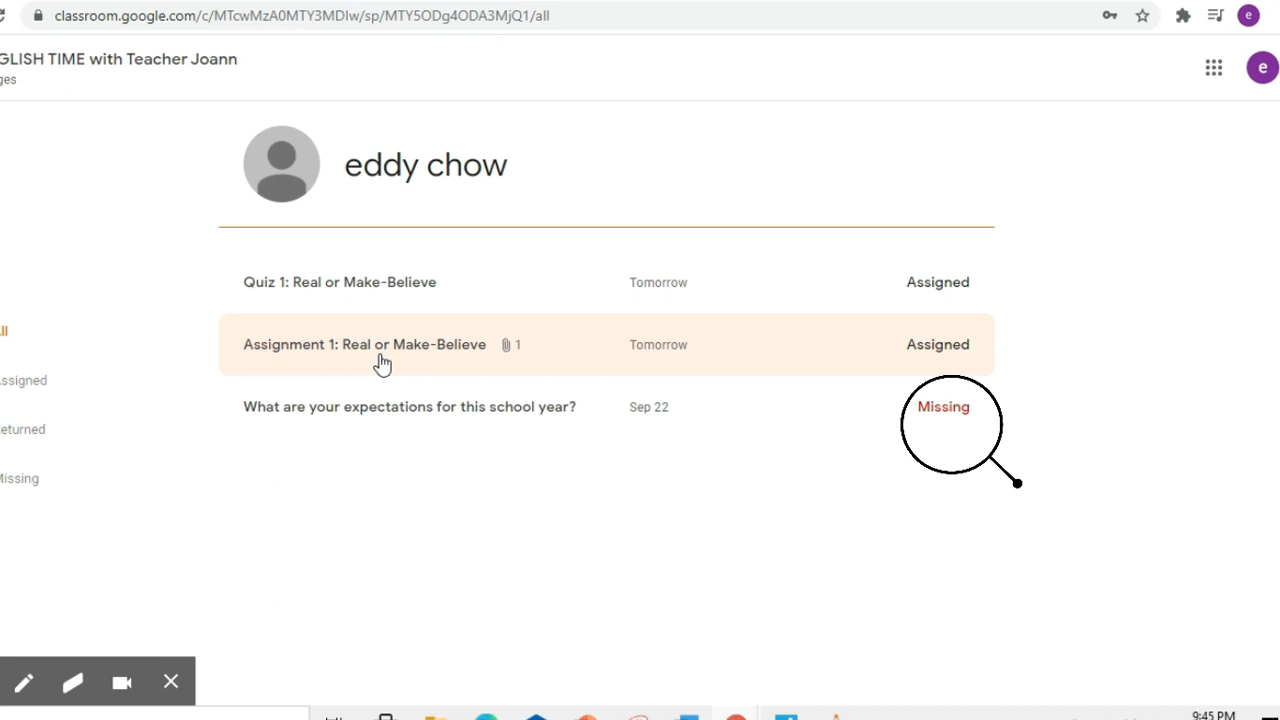 classroom.google.com/c/MTcwMzA0MTY3MDIw/sp/MTY5ODg4ODA3MjQ1/all
e
GLISH TIME with Teacher Joann
ges
e
eddy chow
Quiz 1: Real or Make-Believe Tomorrow Assigned
ll
Assignment 1: Real or Make-Believe 1 Tomorrow Assigned
ssigned
What are your expectations for this school year? Sep 22 Missing
eturned
Missing
9:45 PM